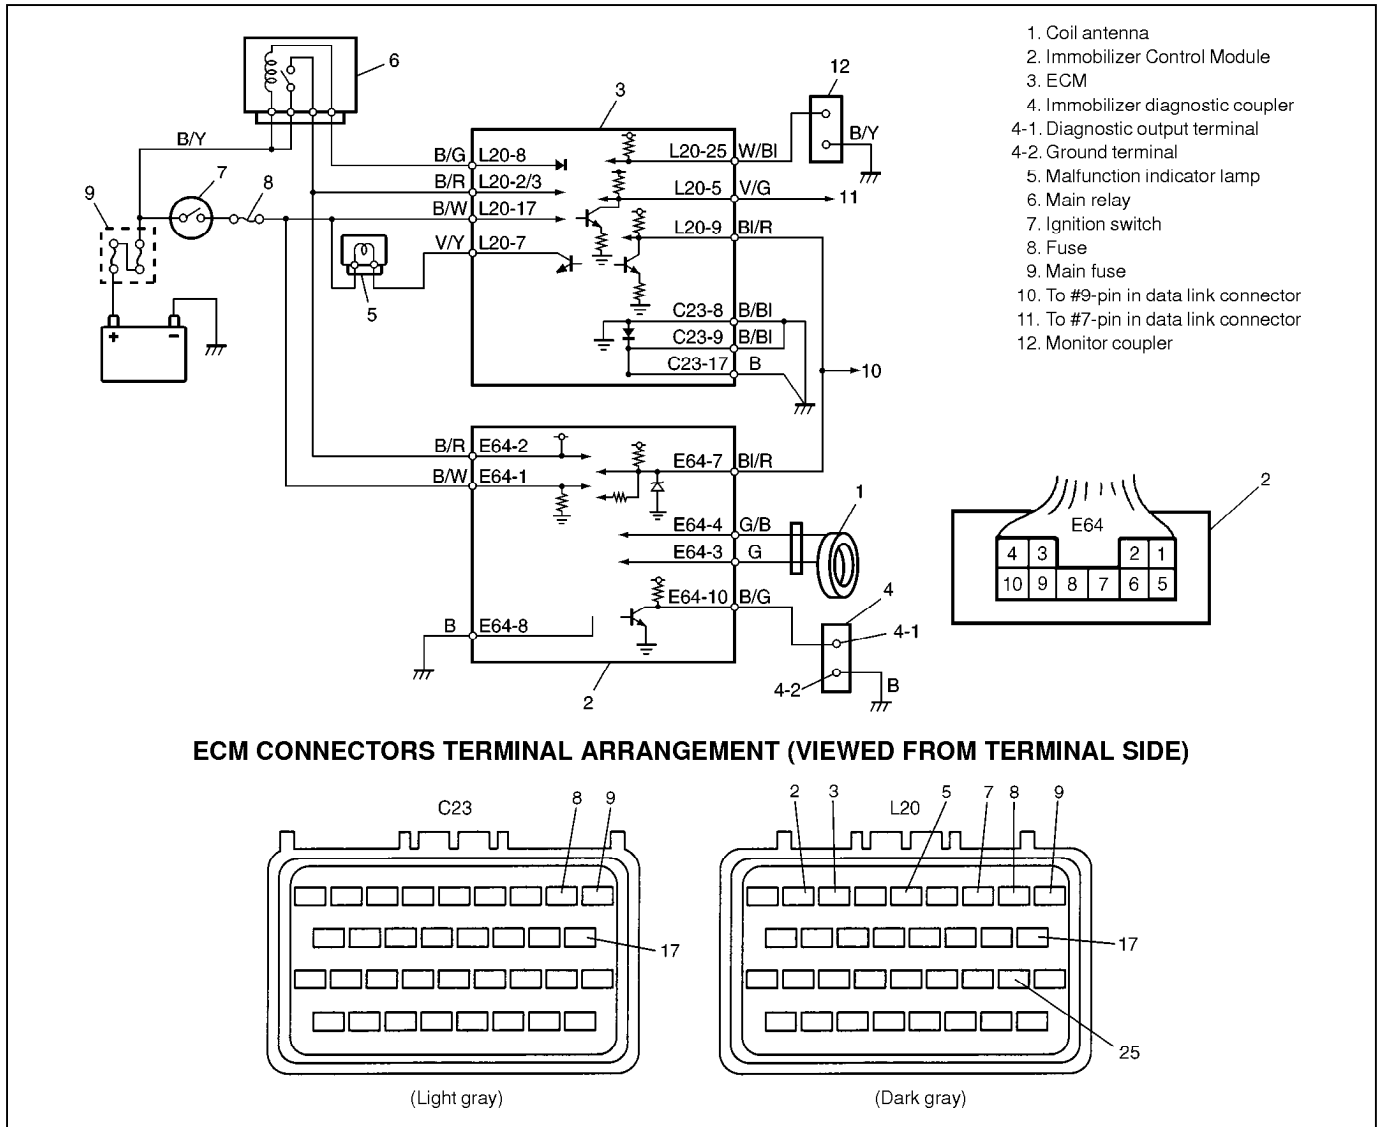 1. Coil antenna
2. Immobilizer Control Module
3. ECM
4. Immobilizer diagnostic coupler
4-1. Diagnostic output terminal
4-2. Ground terminal
5. Malfunction indicator lamp
6. Main relay
7. Ignition switch
8. Fuse
9. Main fuse
10. To #9-pin in data link connector
11. To #7-pin in data link connector
12. Monitor coupler
6
3
12
B/Y
B/Y
7
8
9
B/G L20-8
B/R L20-2/3
B/W L20-17
V/Y L20-7
L20-25 W/Bl
L20-5 V/G
11
L20-9 Bl/R
5
+ -
C23-8 B/Bl
C23-9 B/Bl
C23-17 B
10
B/R E64-2
B/W E64-1
E64-7 Bl/R
E64-4 G/B
E64-3 G
1
E64-10 B/G
4
4-1
4-2
B
B E64-8
2
2
E64
4 3 2 1
10 9 8 7 6 5
ECM CONNECTORS TERMINAL ARRANGEMENT (VIEWED FROM TERMINAL SIDE)
C23
8 9
17
(Light gray)
2 3 5 7 8 9
L20
17
25
(Dark gray)